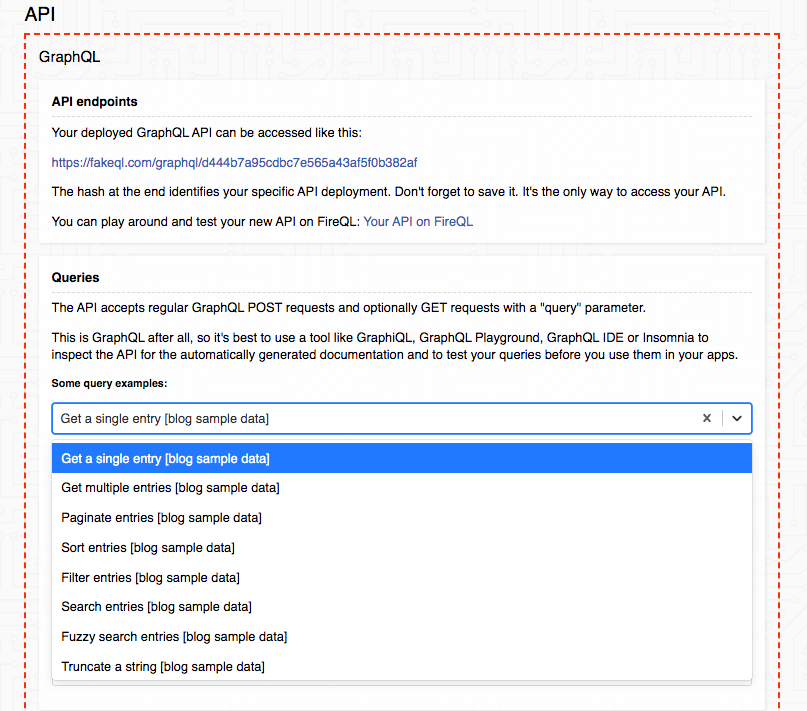 API
GraphQL
API endpoints
Your deployed GraphQL API can be accessed like this:
https://fakeql.com/graphql/d444b7a95cdbc7e565a43af5f0b382af
The hash at the end identifies your specific API deployment. Don't forget to save it. It's the only way to access your API.
You can play around and test your new API on FireQL: Your API on FireQL
Queries
The API accepts regular GraphQL POST requests and optionally GET requests with a "query" parameter.
This is GraphQL after all, so it's best to use a tool like GraphiQL, GraphQL Playground, GraphQL IDE or Insomnia to
inspect the API for the automatically generated documentation and to test your queries before you use them in your apps.
Some query examples:
Get a single entry [blog sample data]
Get a single entry [blog sample data]
Get multiple entries [blog sample data]
Paginate entries [blog sample data]
Sort entries [blog sample data]
Filter entries [blog sample data]
Search entries [blog sample data]
Fuzzy search entries [blog sample data]
Truncate a string [blog sample data]